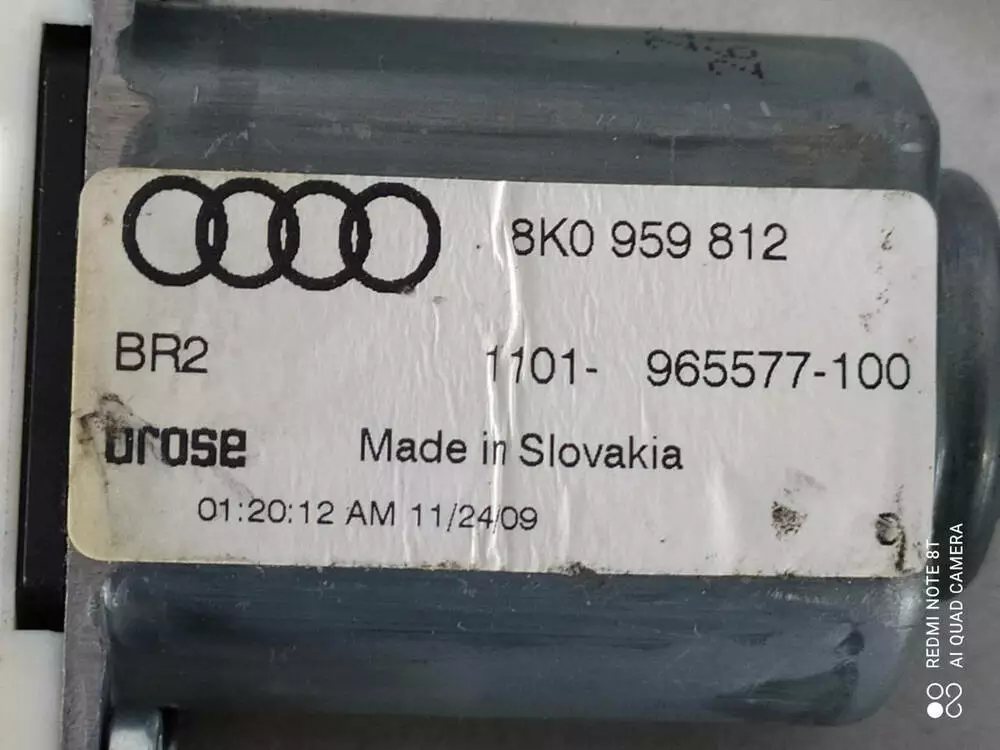 8K0 959 812
BR2 1101- 965577-100
brose Made in Slovakia
01:20:12 AM 11/24/09
REDMI NOTE 8T
AI QUAD CAMERA